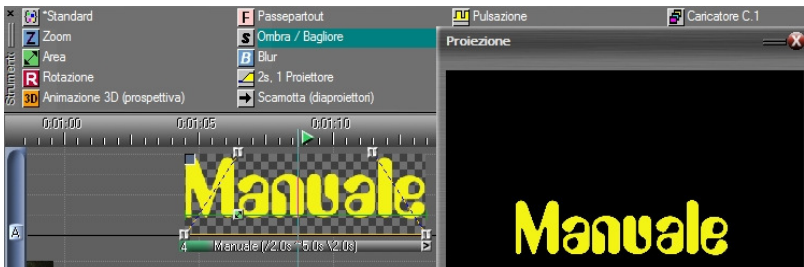 *Standard
F Passepartout
Pulsazione
Caricatore C.1
Z Zoom
S Ombra / Bagliore
Area
B Blur
R Rotazione
2s, 1 Proiettore
3D Animazione 3D (prospettiva)
Scamotta (diaproiettori)
Strumenti
Proiezione
0:01:00 0:01:05 0:01:10
Manuale
A
4 Manuale (/2.0s ~5.0s \2.0s)
Manuale